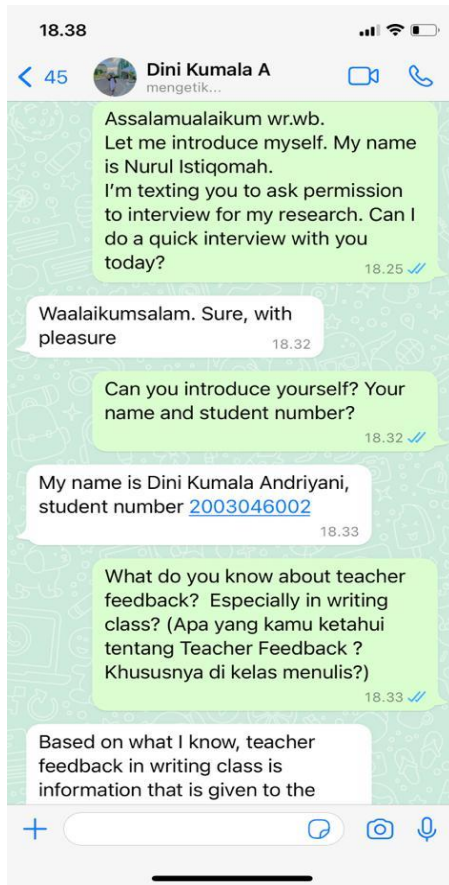 18.38
45
Dini Kumala A
mengetik...
Assalamualaikum wr.wb.
Let me introduce myself. My name
is Nurul Istiqomah.
I'm texting you to ask permission
to interview for my research. Can I
do a quick interview with you
today?
18.25
Waalaikumsalam. Sure, with
pleasure
18.32
Can you introduce yourself? Your
name and student number?
18.32
My name is Dini Kumala Andriyani,
student number 2003046002
18.33
What do you know about teacher
feedback?  Especially in writing
class? (Apa yang kamu ketahui
tentang Teacher Feedback ?
Khususnya di kelas menulis?)
18.33
Based on what I know, teacher
feedback in writing class is
information that is given to the